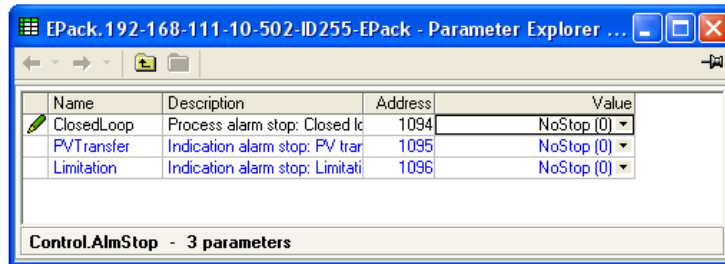 EPack.192-168-111-10-502-ID255-EPack - Parameter Explorer ...
Name Description Address Value
ClosedLoop Process alarm stop: Closed lo 1094 NoStop (0)
PVTransfer Indication alarm stop: PV tran 1095 NoStop (0)
Limitation Indication alarm stop: Limitati 1096 NoStop (0)
Control.AlmStop - 3 parameters